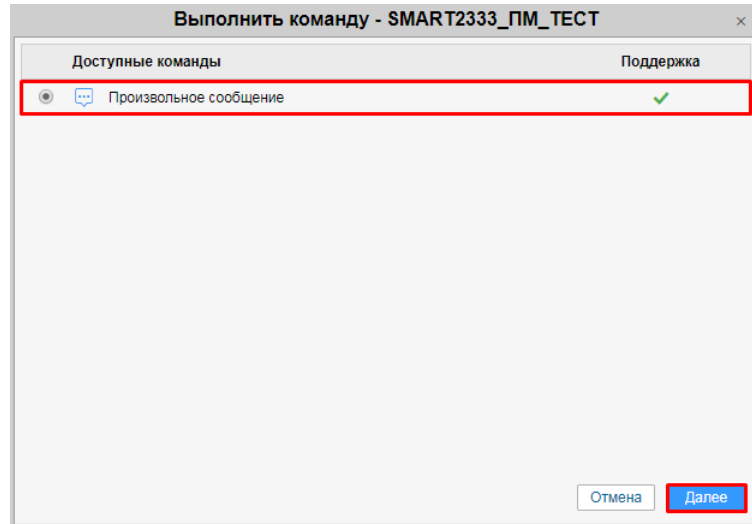 Выполнить команду - SMART2333_ПМ_ТЕСТ
Доступные команды Поддержка
Произвольное сообщение
Отмена Далее